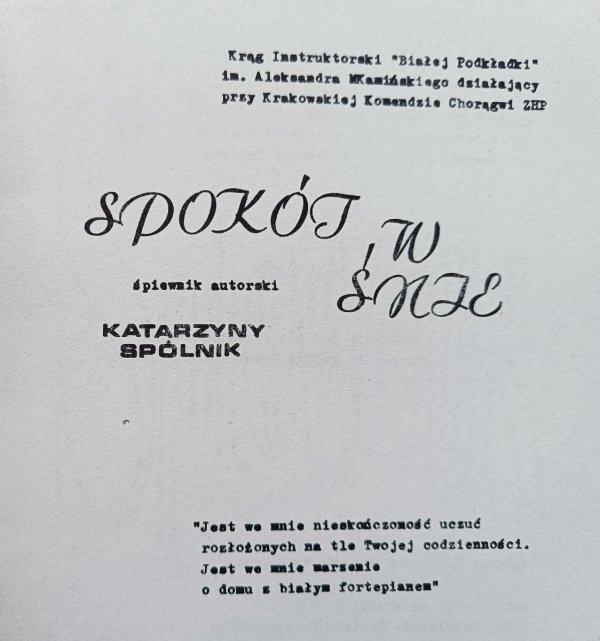 Krąg Instruktorski "Białej Podkładki"
im. Aleksandra MKamińskiego działający
przy Krakowskiej Komendzie Chorągwi ZHP
SPOKÓJ W
ŚNIE
śpiewnik autorski
KATARZYNY
SPÓLNIK
"Jest we mnie nieskończoność uczuć
rozłożonych na tle Twojej codzienności.
Jest we mnie marzenie
o domu z białym fortepianem"